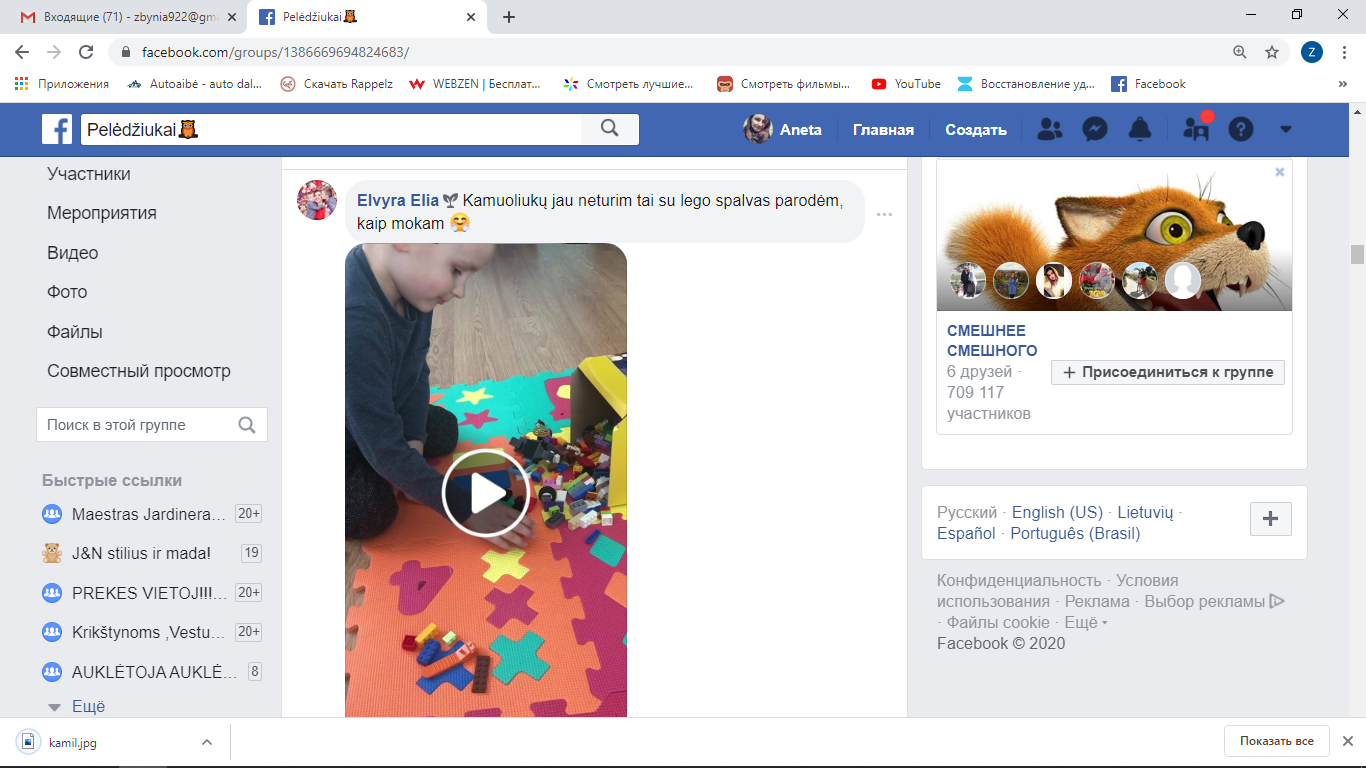 Входящие (71) - zbynia922@gma
Pelėdžiukai🦉
facebook.com/groups/1386669694824683/
Приложения
Autoaibė - auto dal...
Скачать Rappelz
WEBZEN | Бесплат...
Смотреть лучшие...
Смотреть фильмы...
YouTube
Восстановление уд...
Facebook
»
Z
Pelėdžiukai🦉
Aneta
Главная
Создать
Участники
Мероприятия
Видео
Фото
Файлы
Совместный просмотр
Поиск в этой группе
Быстрые ссылки
Maestras Jardinera... 20+
J&N stilius ir mada! 19
PREKES VIETOJ!!!... 20+
Krikštynoms ,Vestu... 20+
AUKLĖTOJA AUKLĖ... 8
Ещё
Elvyra Elia🌱 Kamuoliukų jau neturim tai su lego spalvas parodėm,
kaip mokam 🤗
СМЕШНЕЕ
СМЕШНОГО
6 друзей ·
709 117
участников
+ Присоединиться к группе
Русский · English (US) · Lietuvių ·
Español · Português (Brasil)
Конфиденциальность · Условия
использования · Реклама · Выбор рекламы
· Файлы cookie · Ещё
Facebook © 2020
kamil.jpg
Показать все